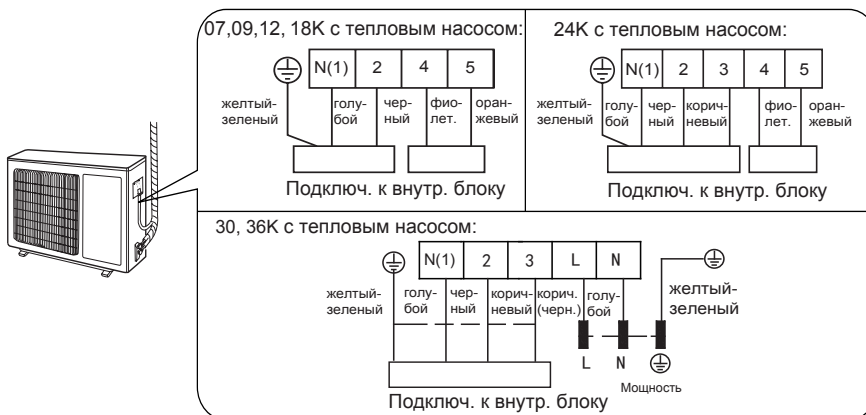 07,09,12, 18K с тепловым насосом:
N(1) 2 4 5
желтый-
зеленый
голу-
бой
чер-
ный
фио-
лет.
оран-
жевый
Подключ. к внутр. блоку
24K с тепловым насосом:
N(1) 2 3 4 5
желтый-
зеленый
голу-
бой
чер-
ный
корич-
невый
фио-
лет.
оран-
жевый
Подключ. к внутр. блоку
30, 36K с тепловым насосом:
N(1) 2 3 L N
желтый-
зеленый
голу-
бой
чер-
ный
корич-
невый
корич.
(черн.)
голу-
бой
желтый-
зеленый
L N
Мощность
Подключ. к внутр. блоку